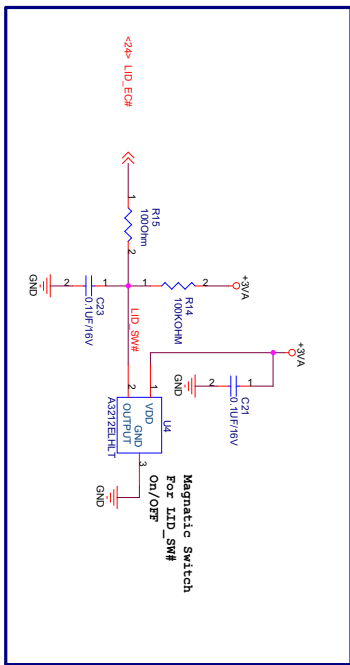 <24> LID_EC#
1
R15
100Ohm
2
+3VA
2
R14
100KOHM
1
LID_SW#
1
C23
0.1UF/16V
2
GND
+3VA
1
C21
0.1UF/16V
2
GND
U4
1
VDD
GND
2
OUTPUT
A3212ELHLT
3
GND
Magnatic Switch
For LID_SW#
On/OFF